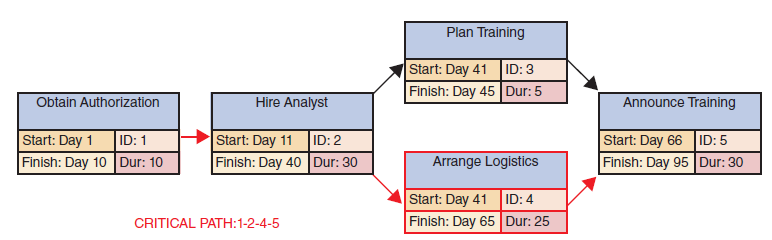 Obtain Authorization
Start: Day 1 ID: 1
Finish: Day 10 Dur: 10
Hire Analyst
Start: Day 11 ID: 2
Finish: Day 40 Dur: 30
Plan Training
Start: Day 41 ID: 3
Finish: Day 45 Dur: 5
Arrange Logistics
Start: Day 41 ID: 4
Finish: Day 65 Dur: 25
Announce Training
Start: Day 66 ID: 5
Finish: Day 95 Dur: 30
CRITICAL PATH:1-2-4-5